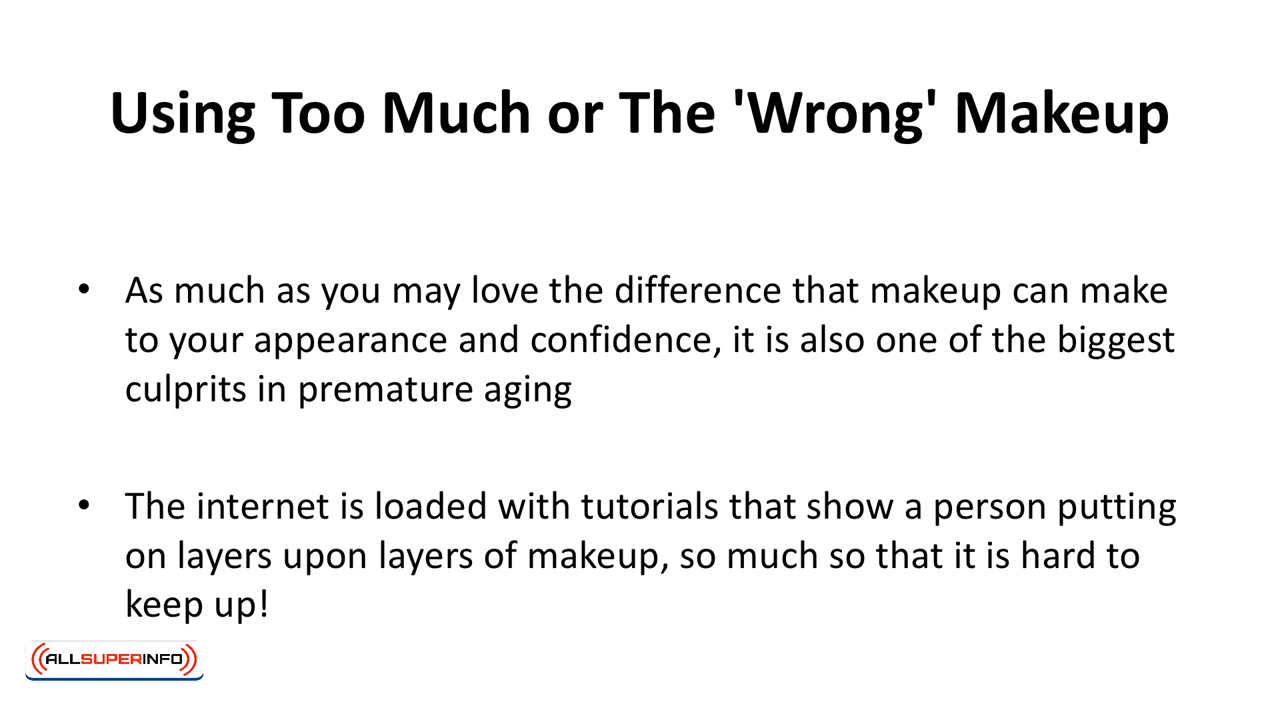 Using Too Much or The 'Wrong' Makeup
• As much as you may love the difference that makeup can make
to your appearance and confidence, it is also one of the biggest
culprits in premature aging
• The internet is loaded with tutorials that show a person putting
on layers upon layers of makeup, so much so that it is hard to
keep up!
ALLSUPERINFO